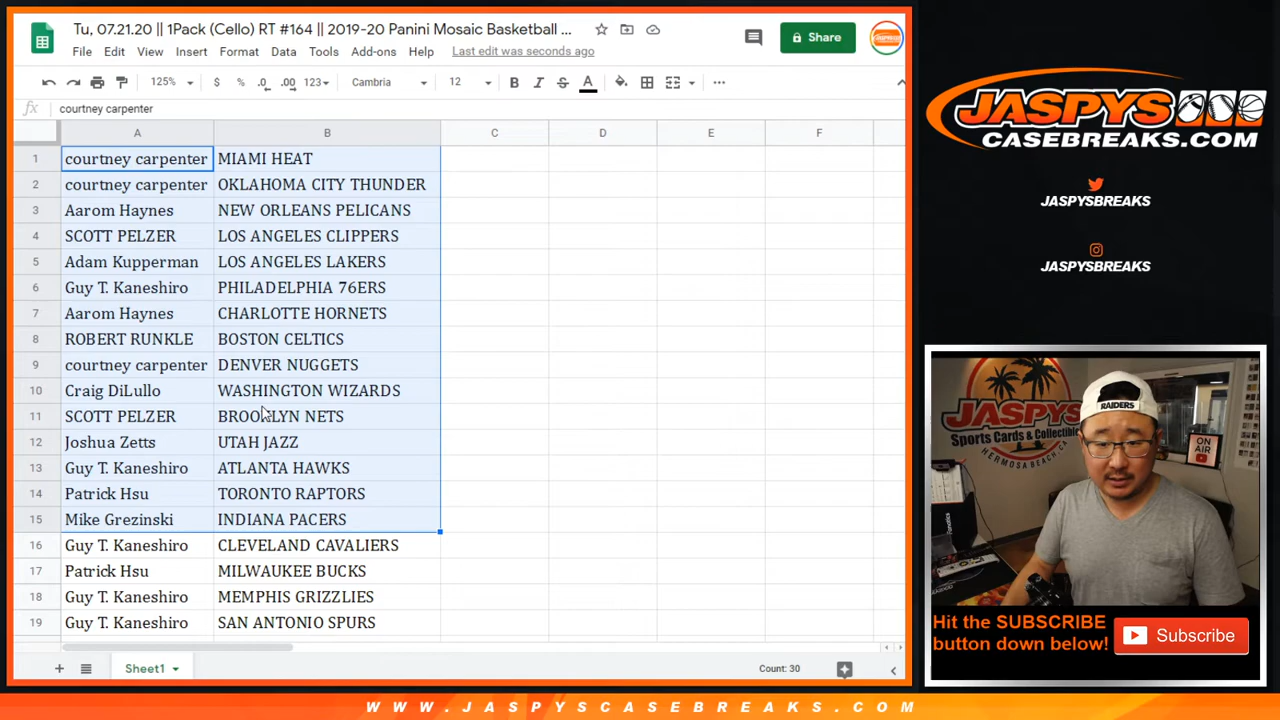 Tu, 07.21.20 || 1Pack (Cello) RT #164 || 2019-20 Panini Mosaic Basketball ...
File Edit View Insert Format Data Tools Add-ons Help Last edit was seconds ago
Share
125% $ % .0 .00 123 Cambria 12 B I S A ...
fx courtney carpenter
A B C D E F
1 courtney carpenter MIAMI HEAT
2 courtney carpenter OKLAHOMA CITY THUNDER
3 Aarom Haynes NEW ORLEANS PELICANS
4 SCOTT PELZER LOS ANGELES CLIPPERS
5 Adam Kupperman LOS ANGELES LAKERS
6 Guy T. Kaneshiro PHILADELPHIA 76ERS
7 Aarom Haynes CHARLOTTE HORNETS
8 ROBERT RUNKLE BOSTON CELTICS
9 courtney carpenter DENVER NUGGETS
10 Craig DiLullo WASHINGTON WIZARDS
11 SCOTT PELZER BROOKLYN NETS
12 Joshua Zetts UTAH JAZZ
13 Guy T. Kaneshiro ATLANTA HAWKS
14 Patrick Hsu TORONTO RAPTORS
15 Mike Grezinski INDIANA PACERS
16 Guy T. Kaneshiro CLEVELAND CAVALIERS
17 Patrick Hsu MILWAUKEE BUCKS
18 Guy T. Kaneshiro MEMPHIS GRIZZLIES
19 Guy T. Kaneshiro SAN ANTONIO SPURS
Sheet1
Count: 30
JASPYS
CASEBREAKS.COM
JASPYSBREAKS
JASPYSBREAKS
JASPYS
Sports Cards & Collectibles
HERMOSA BEACH, CA
RAIDERS
ON AIR
Hit the SUBSCRIBE
button down below!
Subscribe
WWW.JASPYSCASEBREAKS.COM